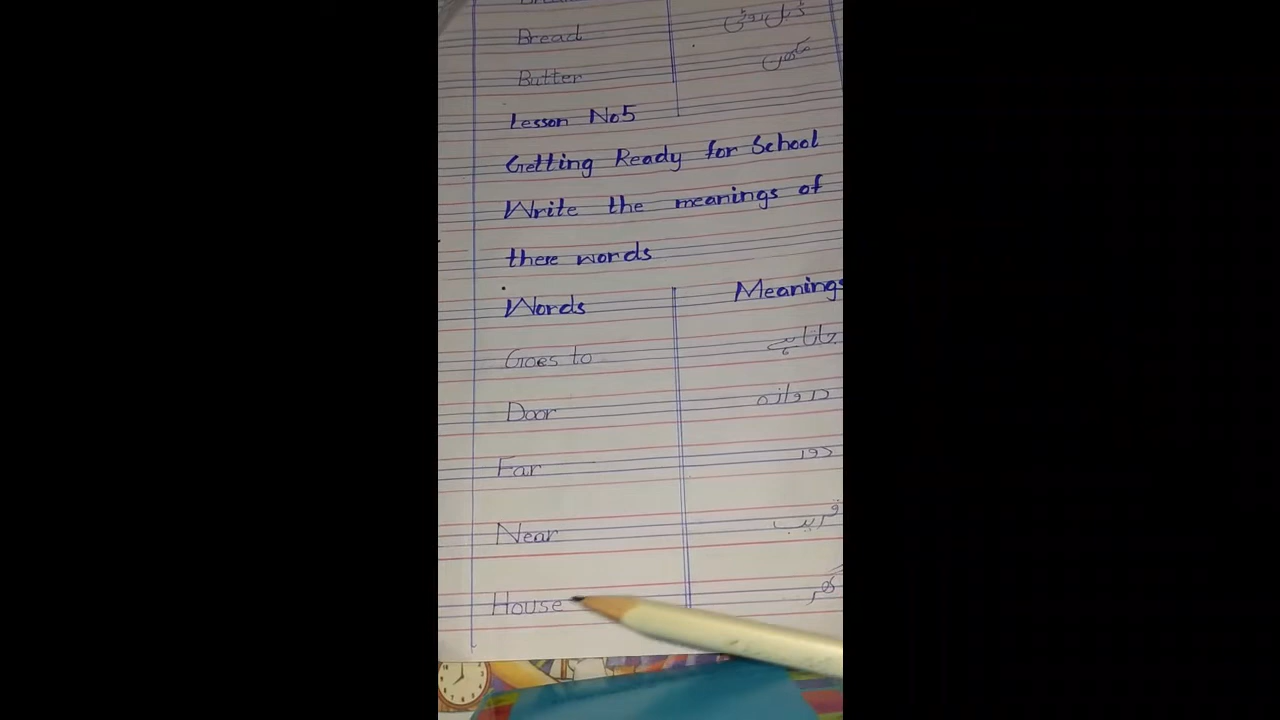 Bread ڈبل روٹی
Butter مکھن
Lesson No5
Getting Ready for School
Write the meanings of
these words
Words Meanings
Goes to جاتا ہے
Door دروازہ
Far دور
Near قریب
House گھر